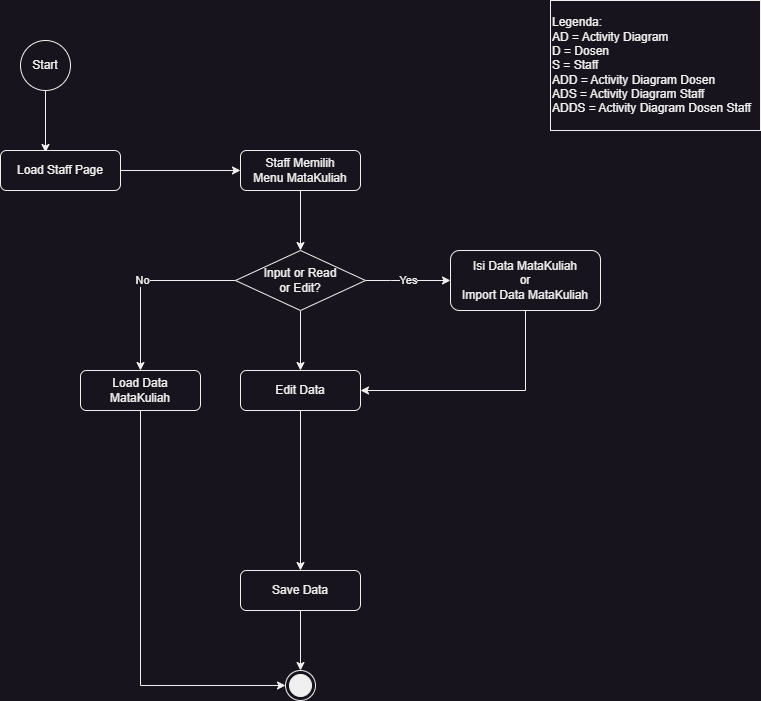 Legenda:
AD = Activity Diagram
D = Dosen
S = Staff
ADD = Activity Diagram Dosen
ADS = Activity Diagram Staff
ADDS = Activity Diagram Dosen Staff
Start
Load Staff Page
Staff Memilih
Menu MataKuliah
Input or Read
or Edit?
No
Yes
Isi Data MataKuliah
or
Import Data MataKuliah
Load Data
MataKuliah
Edit Data
Save Data